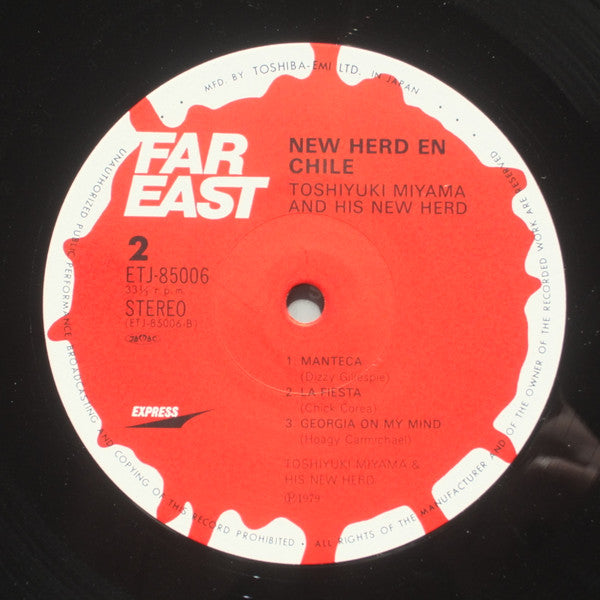 • MFD. BY TOSHIBA-EMI LTD. IN JAPAN •
FAR
EAST
NEW HERD EN
CHILE
TOSHIYUKI MIYAMA
AND HIS NEW HERD
2
ETJ-85006
33⅓ r.p.m.
STEREO
(ETJ-85006-B)
EXPRESS
1. MANTECA
(Dizzy Gillespie)
2. LA FIESTA
(Chick Corea)
3. GEORGIA ON MY MIND
(Hoagy Carmichael)
TOSHIYUKI MIYAMA &
HIS NEW HERD
Ⓟ1979
ALL RIGHTS OF THE MANUFACTURER AND OF THE OWNER OF THE RECORDED WORK ARE RESERVED
UNAUTHORIZED PUBLIC PERFORMANCE BROADCASTING AND COPYING OF THIS RECORD PROHIBITED •